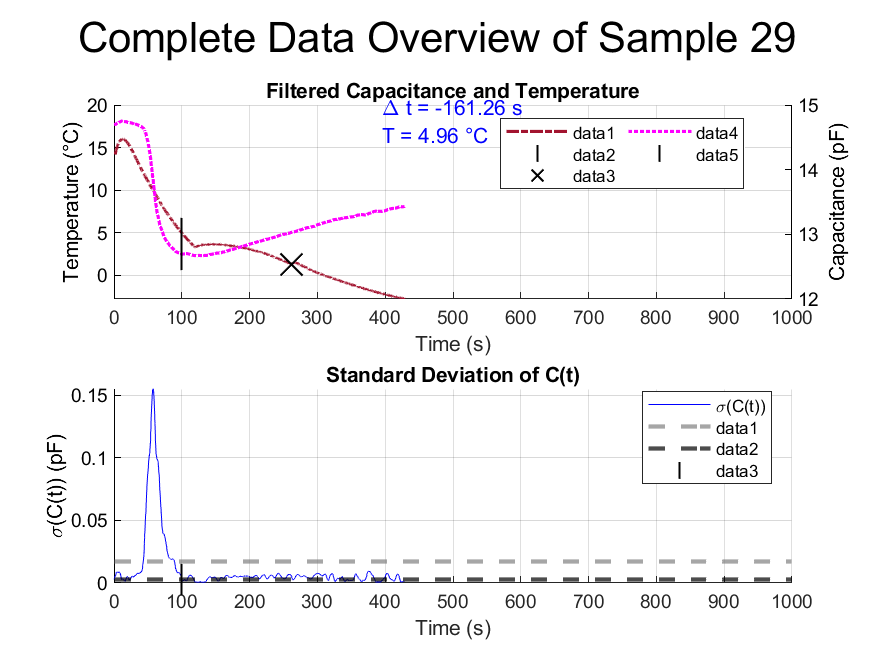 Complete Data Overview of Sample 29
Filtered Capacitance and Temperature
Δ t = -161.26 s
T = 4.96 °C
data1
data4
data2
data5
data3
Temperature (°C)
20
15
10
5
0
Capacitance (pF)
15
14
13
12
0 100 200 300 400 500 600 700 800 900 1000
Time (s)
Standard Deviation of C(t)
σ(C(t))
data1
data2
data3
σ(C(t)) (pF)
0.15
0.1
0.05
0
0 100 200 300 400 500 600 700 800 900 1000
Time (s)